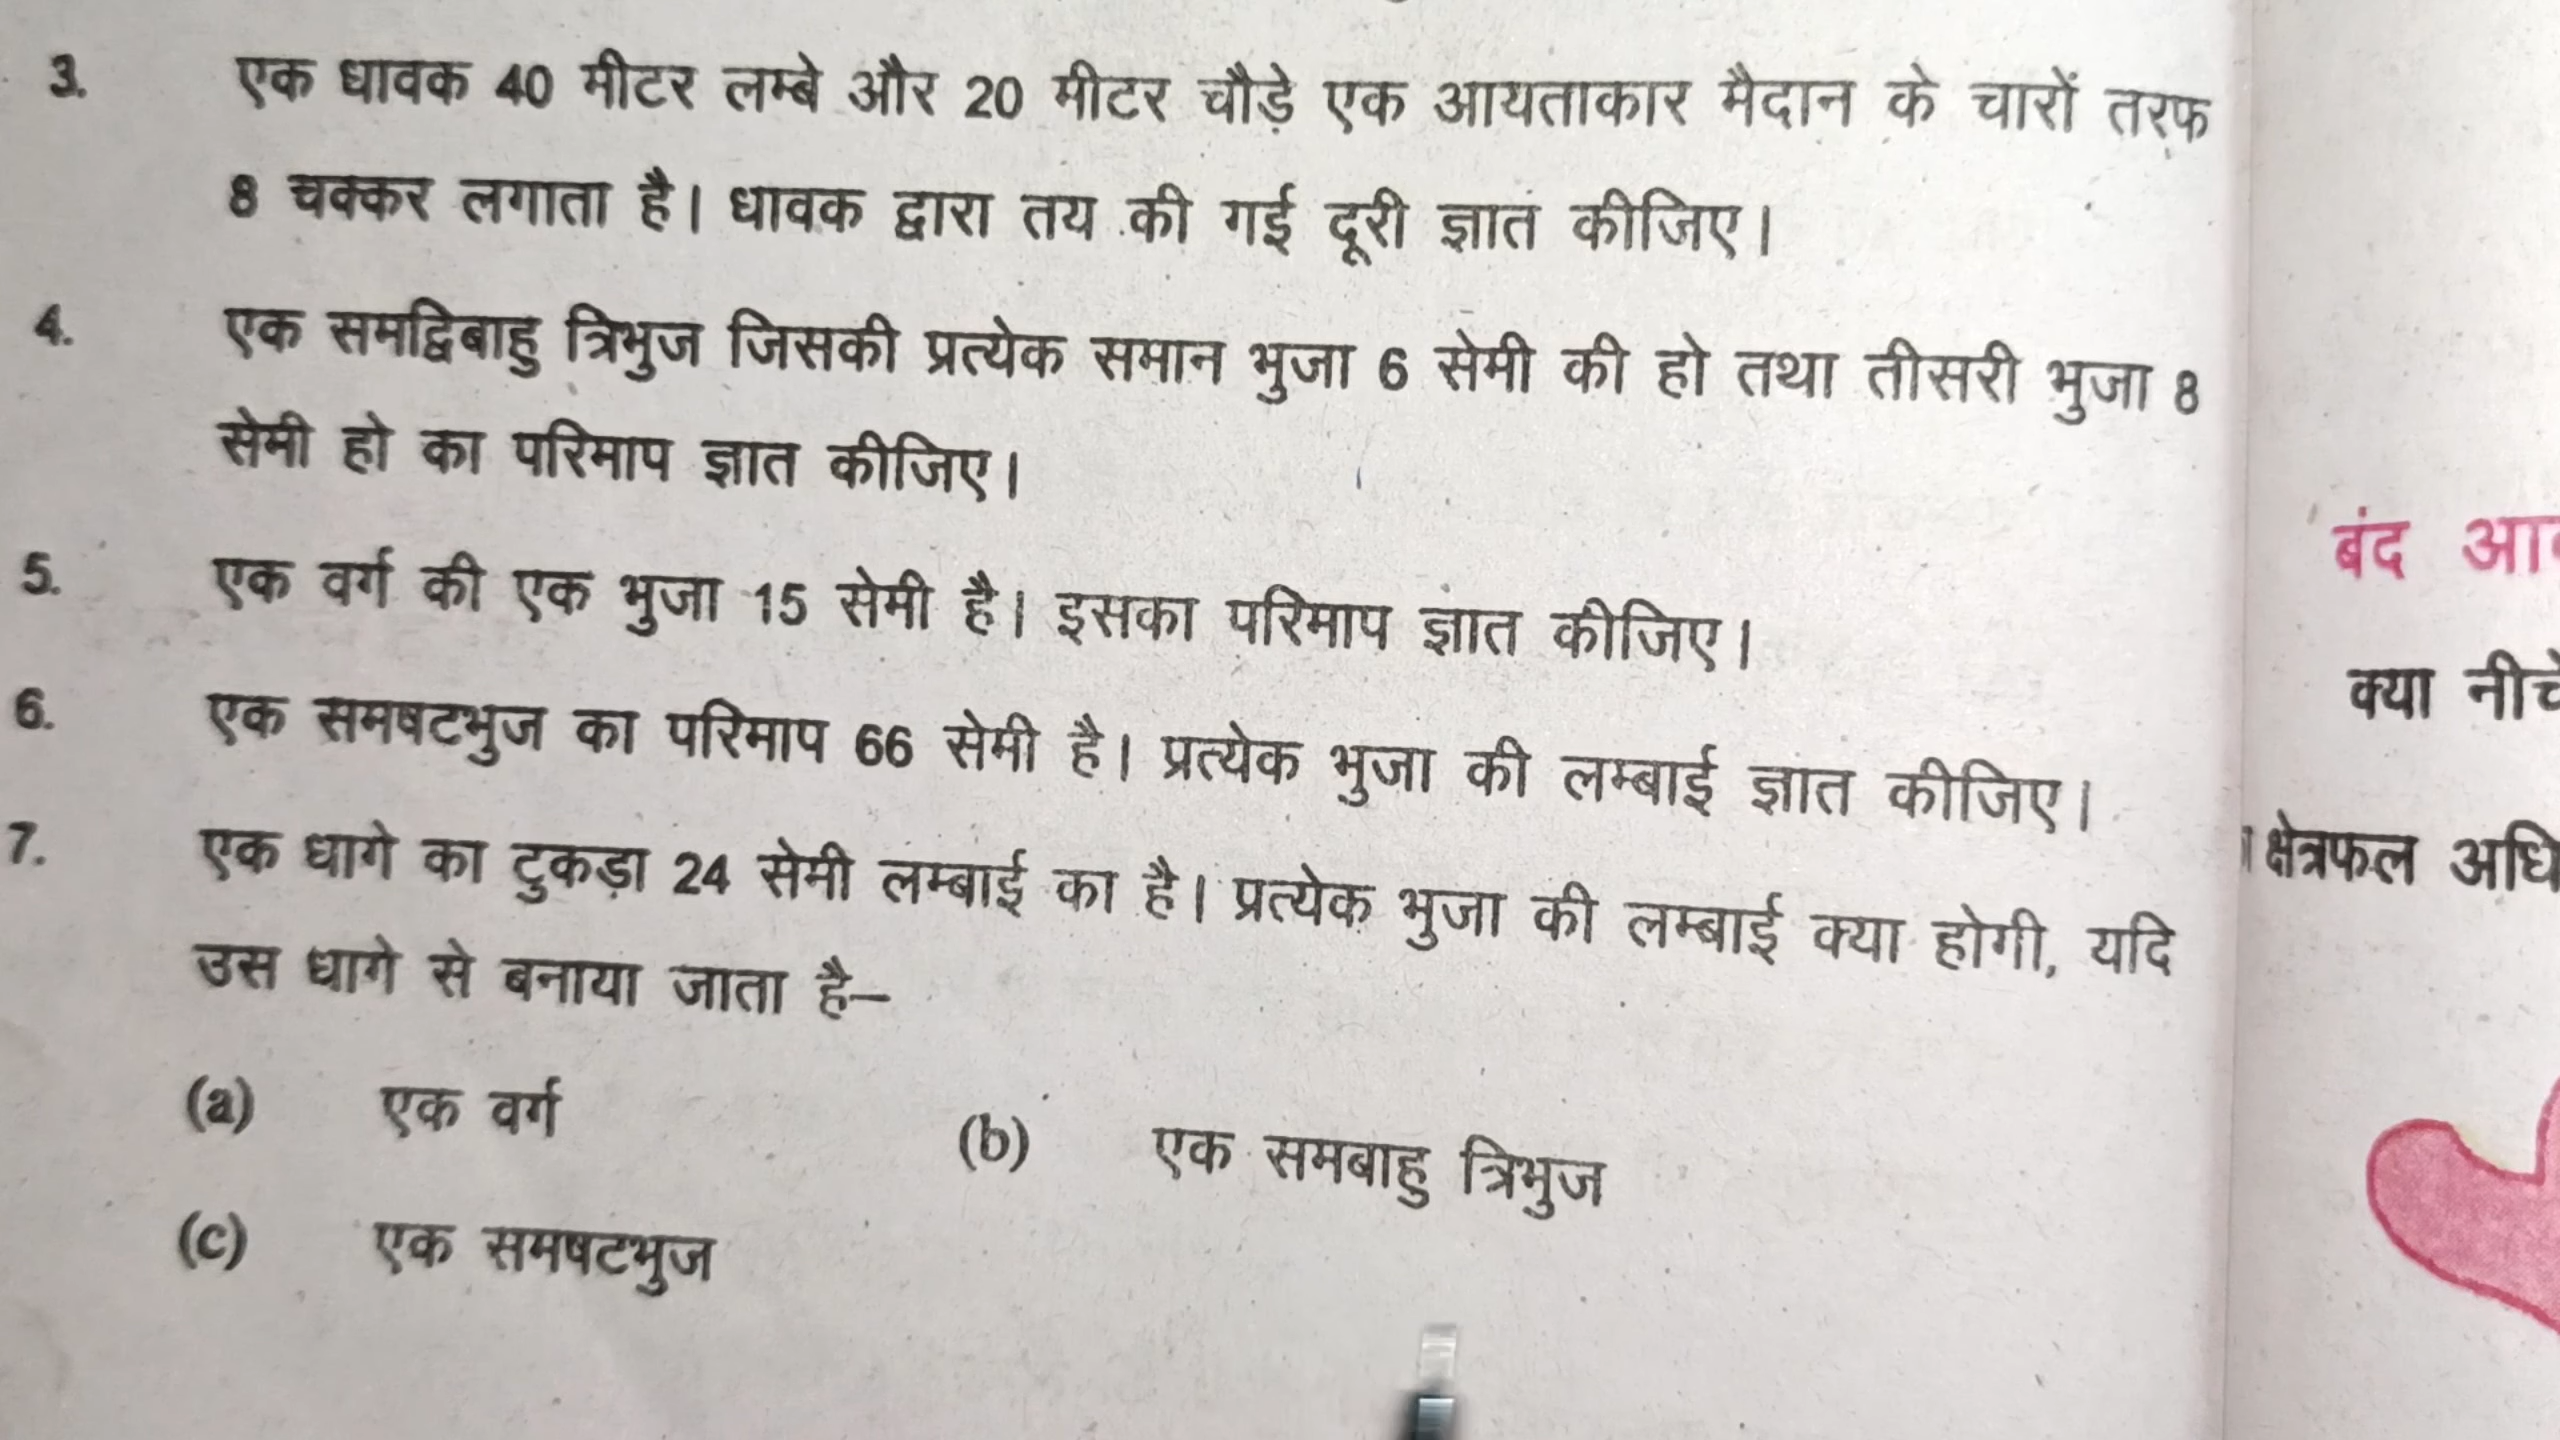 3. एक धावक 40 मीटर लम्बे और 20 मीटर चौड़े एक आयताकार मैदान के चारों तरफ
8 चक्कर लगाता है। धावक द्वारा तय की गई दूरी ज्ञात कीजिए।
4. एक समद्विबाहु त्रिभुज जिसकी प्रत्येक समान भुजा 6 सेमी की हो तथा तीसरी भुजा 8
सेमी हो का परिमाप ज्ञात कीजिए।
5. एक वर्ग की एक भुजा 15 सेमी है। इसका परिमाप ज्ञात कीजिए।
6. एक समषटभुज का परिमाप 66 सेमी है। प्रत्येक भुजा की लम्बाई ज्ञात कीजिए।
7. एक धागे का टुकड़ा 24 सेमी लम्बाई का है। प्रत्येक भुजा की लम्बाई क्या होगी, यदि
उस धागे से बनाया जाता है–
(a) एक वर्ग
(b) एक समबाहु त्रिभुज
(c) एक समषटभुज
बंद
क्या
क्षेत्रफल